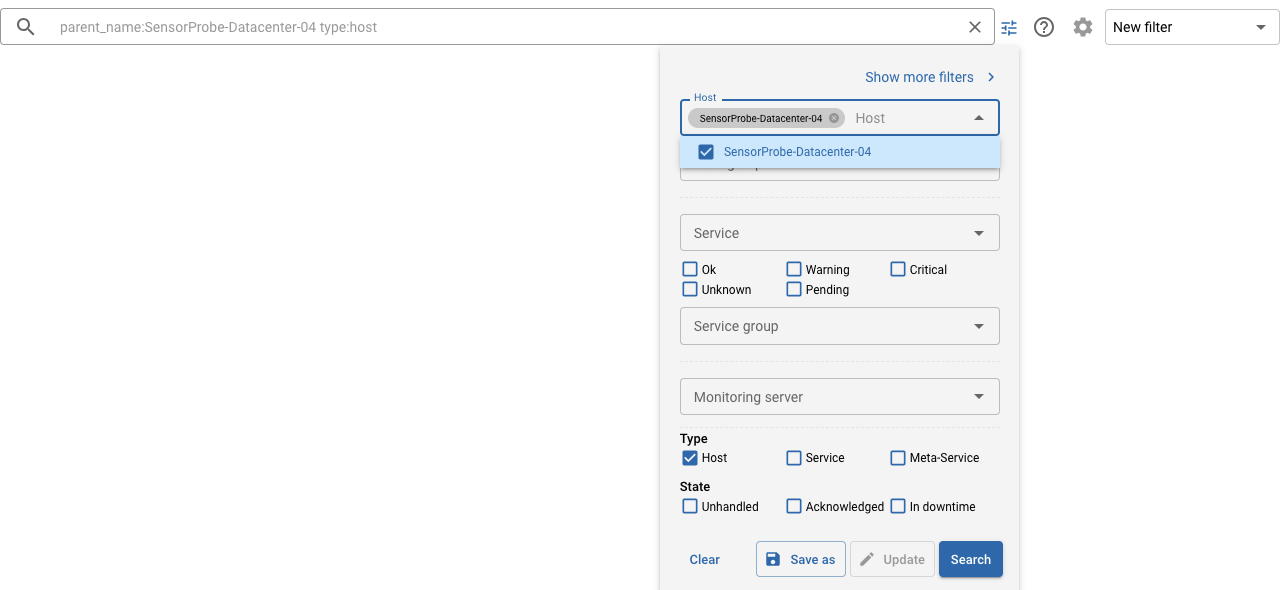 parent_name:SensorProbe-Datacenter-04 type:host
New filter
Show more filters
Host
SensorProbe-Datacenter-04 Host
SensorProbe-Datacenter-04
Service
Ok Warning Critical
Unknown Pending
Service group
Monitoring server
Type
Host Service Meta-Service
State
Unhandled Acknowledged In downtime
Clear Save as Update Search